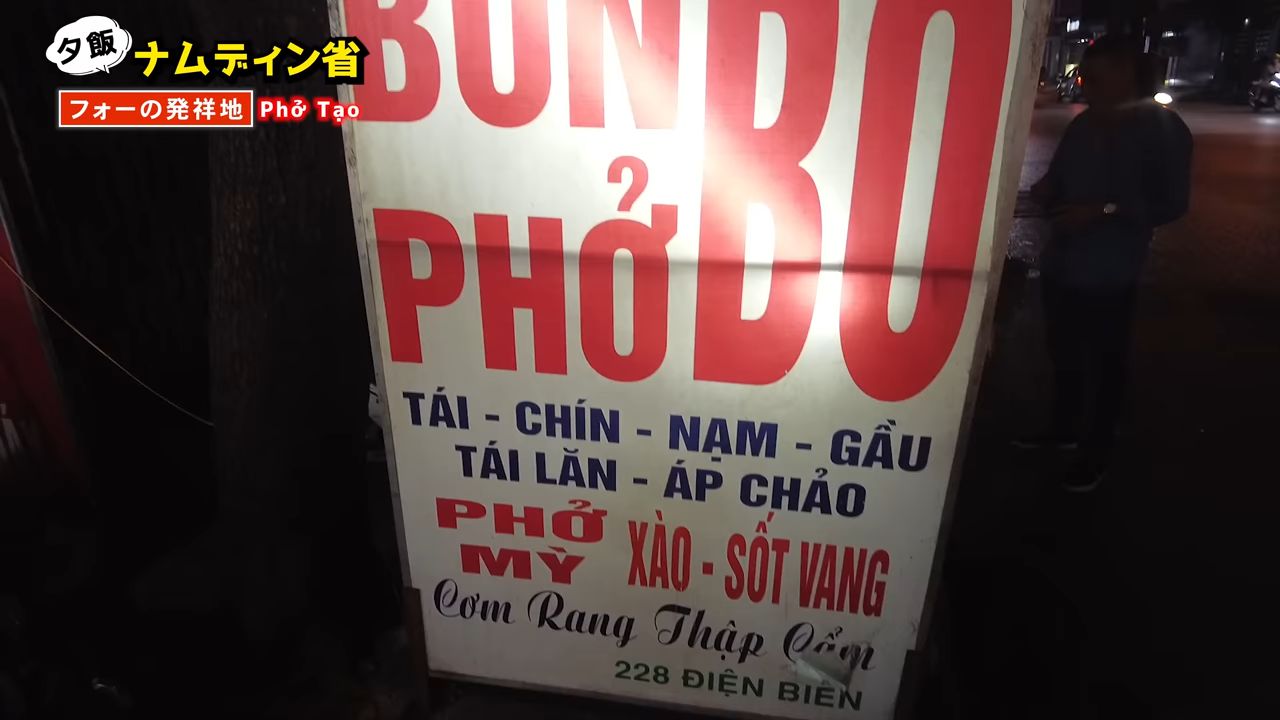 夕飯
ナムディン省
フォーの発祥地 Phở Tạo
BÚN BÒ
PHỞ
TÁI - CHÍN - NẠM - GẦU
TÁI LĂN - ÁP CHẢO
PHỞ XÀO - SỐT VANG
MỲ
Cơm Rang Thập Cẩm
228 ĐIỆN BIÊN